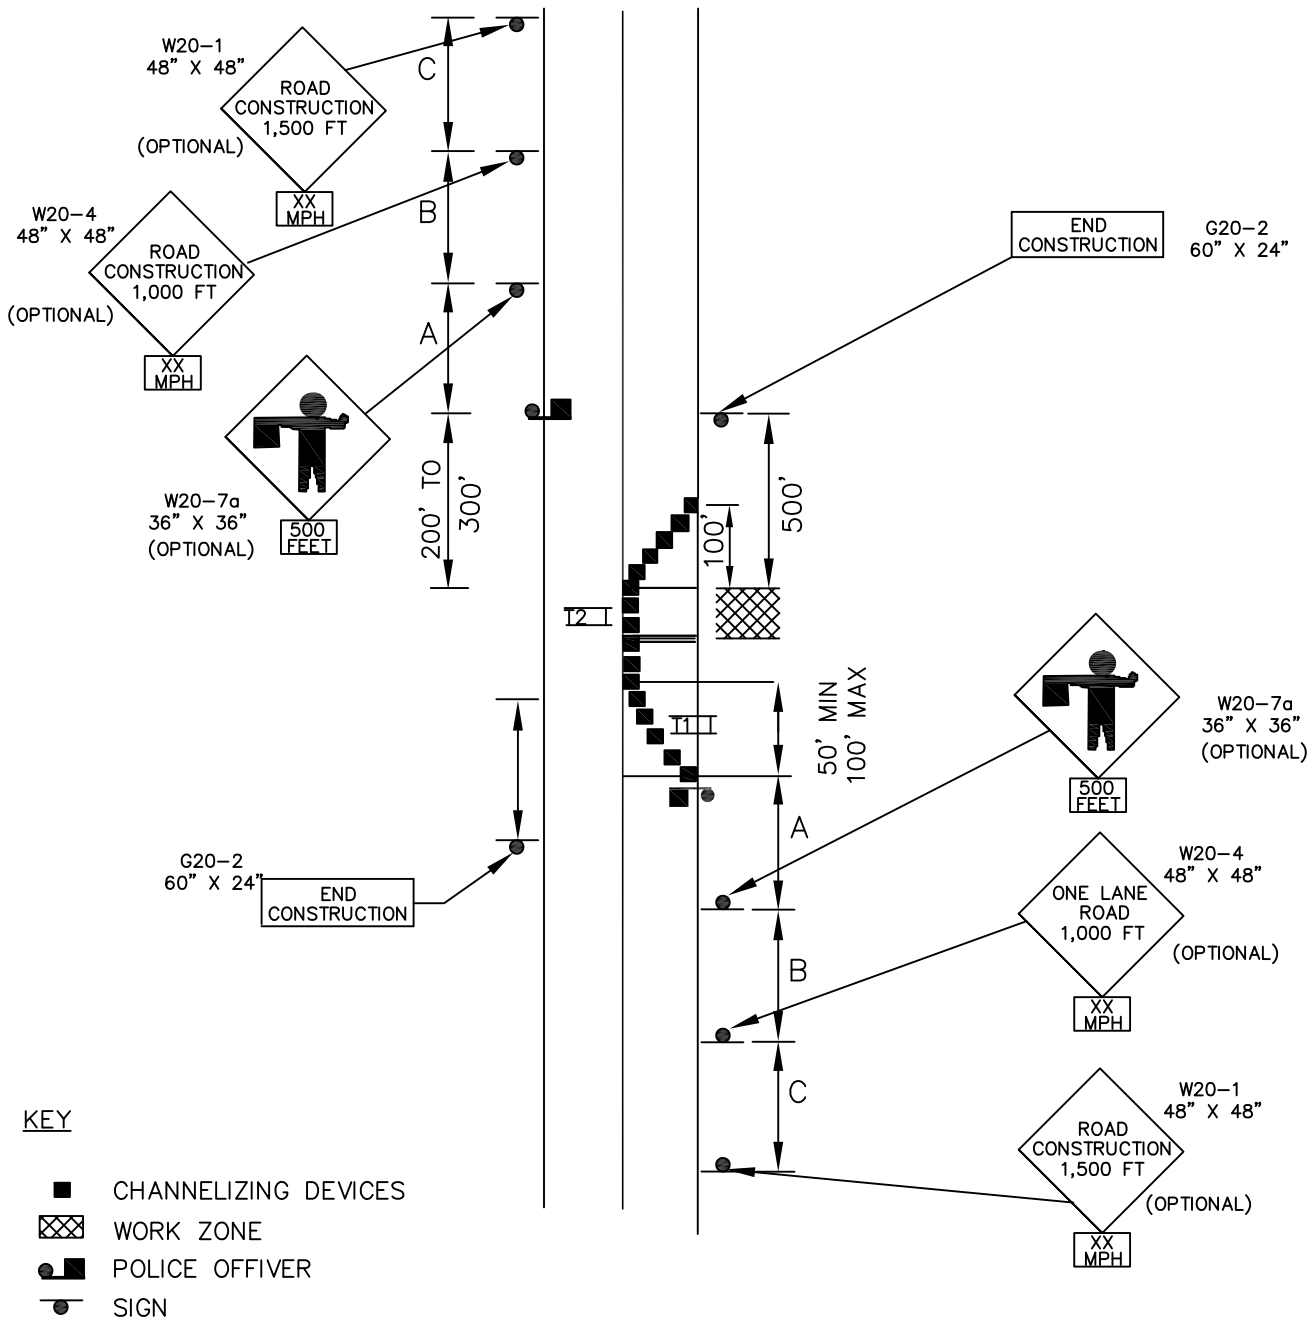 W20-1
48" X 48"
ROAD
CONSTRUCTION
1,500 FT
(OPTIONAL)
XX
MPH
C
W20-4
48" X 48"
ROAD
CONSTRUCTION
1,000 FT
(OPTIONAL)
XX
MPH
B
A
W20-7a
36" X 36"
(OPTIONAL)
500
FEET
200' TO
300'
END
CONSTRUCTION
G20-2
60" X 24"
500'
100'
T2
T1
50' MIN
100' MAX
W20-7a
36" X 36"
(OPTIONAL)
500
FEET
A
G20-2
60" X 24"
END
CONSTRUCTION
W20-4
48" X 48"
ONE LANE
ROAD
1,000 FT
(OPTIONAL)
XX
MPH
B
C
W20-1
48" X 48"
ROAD
CONSTRUCTION
1,500 FT
(OPTIONAL)
XX
MPH
KEY
CHANNELIZING DEVICES
WORK ZONE
POLICE OFFIVER
SIGN